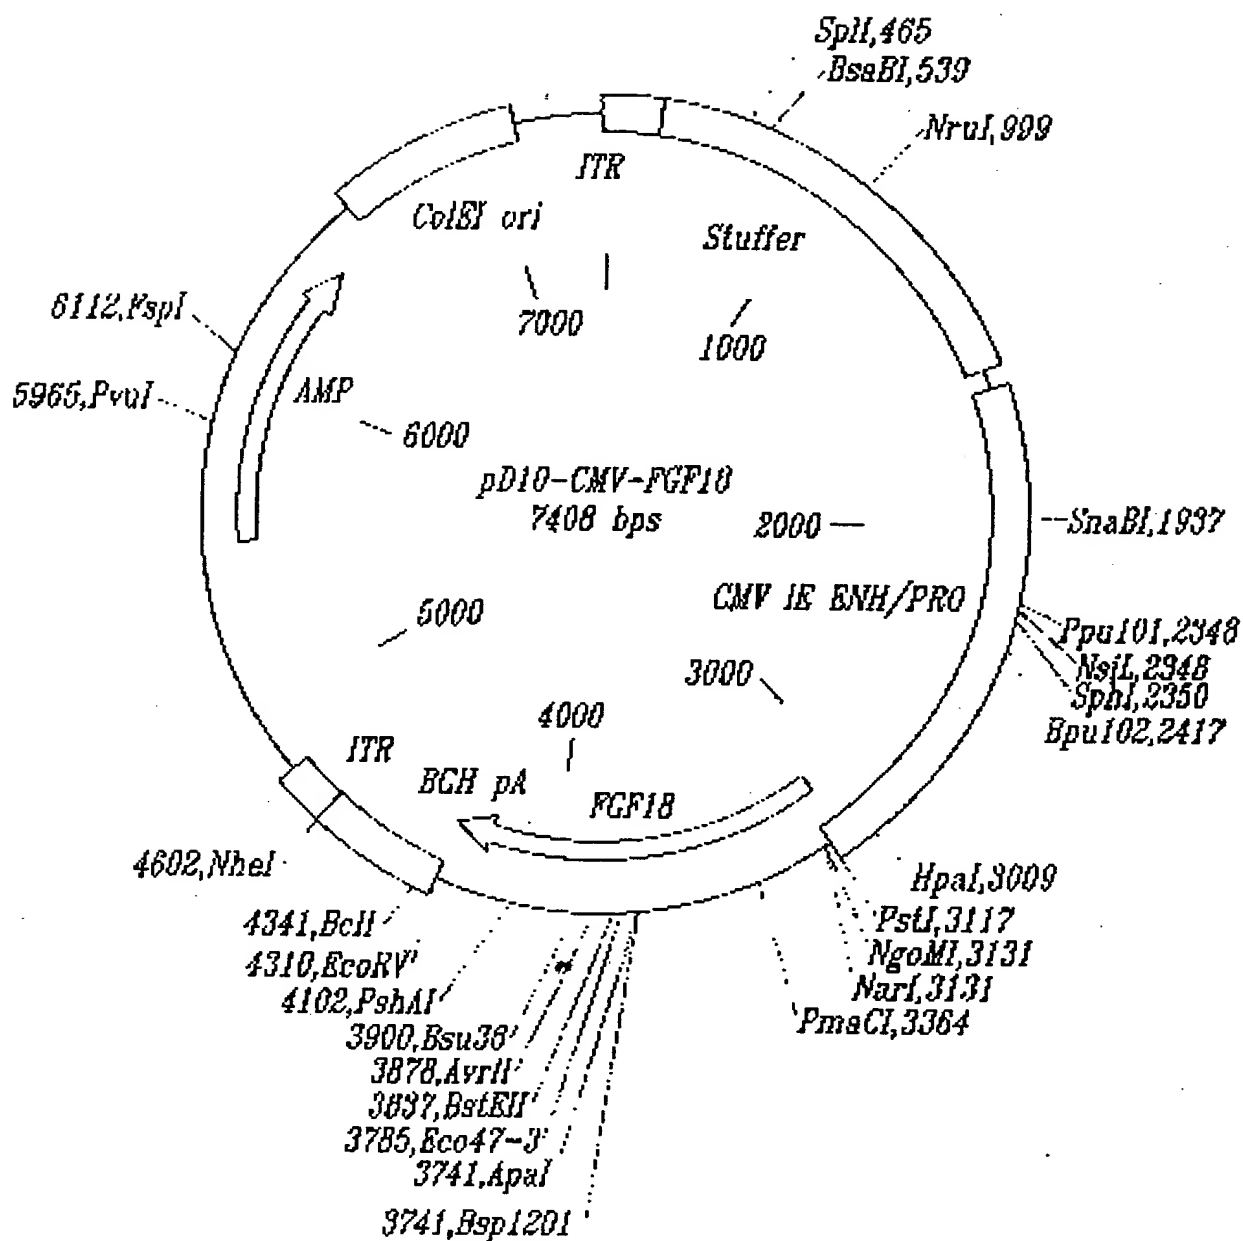 SplI,465
BsaBI,539
NruI,999
ITR
ColEI ori
Stuffer
6112,FspI
7000
1000
5965,PvuI
AMP
6000
pD10-CMV-FGF18
7408 bps
2000
SnaBI,1937
CMV IE ENH/PRO
5000
Ppu101,2348
NsiI,2348
SphI,2350
Bpu102,2417
3000
4000
ITR
BGH pA
FGF18
4602,NheI
HpaI,3009
PstI,3117
NgoMI,3131
NarI,3131
PmaCI,3364
4341,BclI
4310,EcoRV
4102,PshAI
3900,Bsu36
3878,AvrII
3837,BstEII
3785,Eco47-3
3741,ApaI
3741,Bsp1201